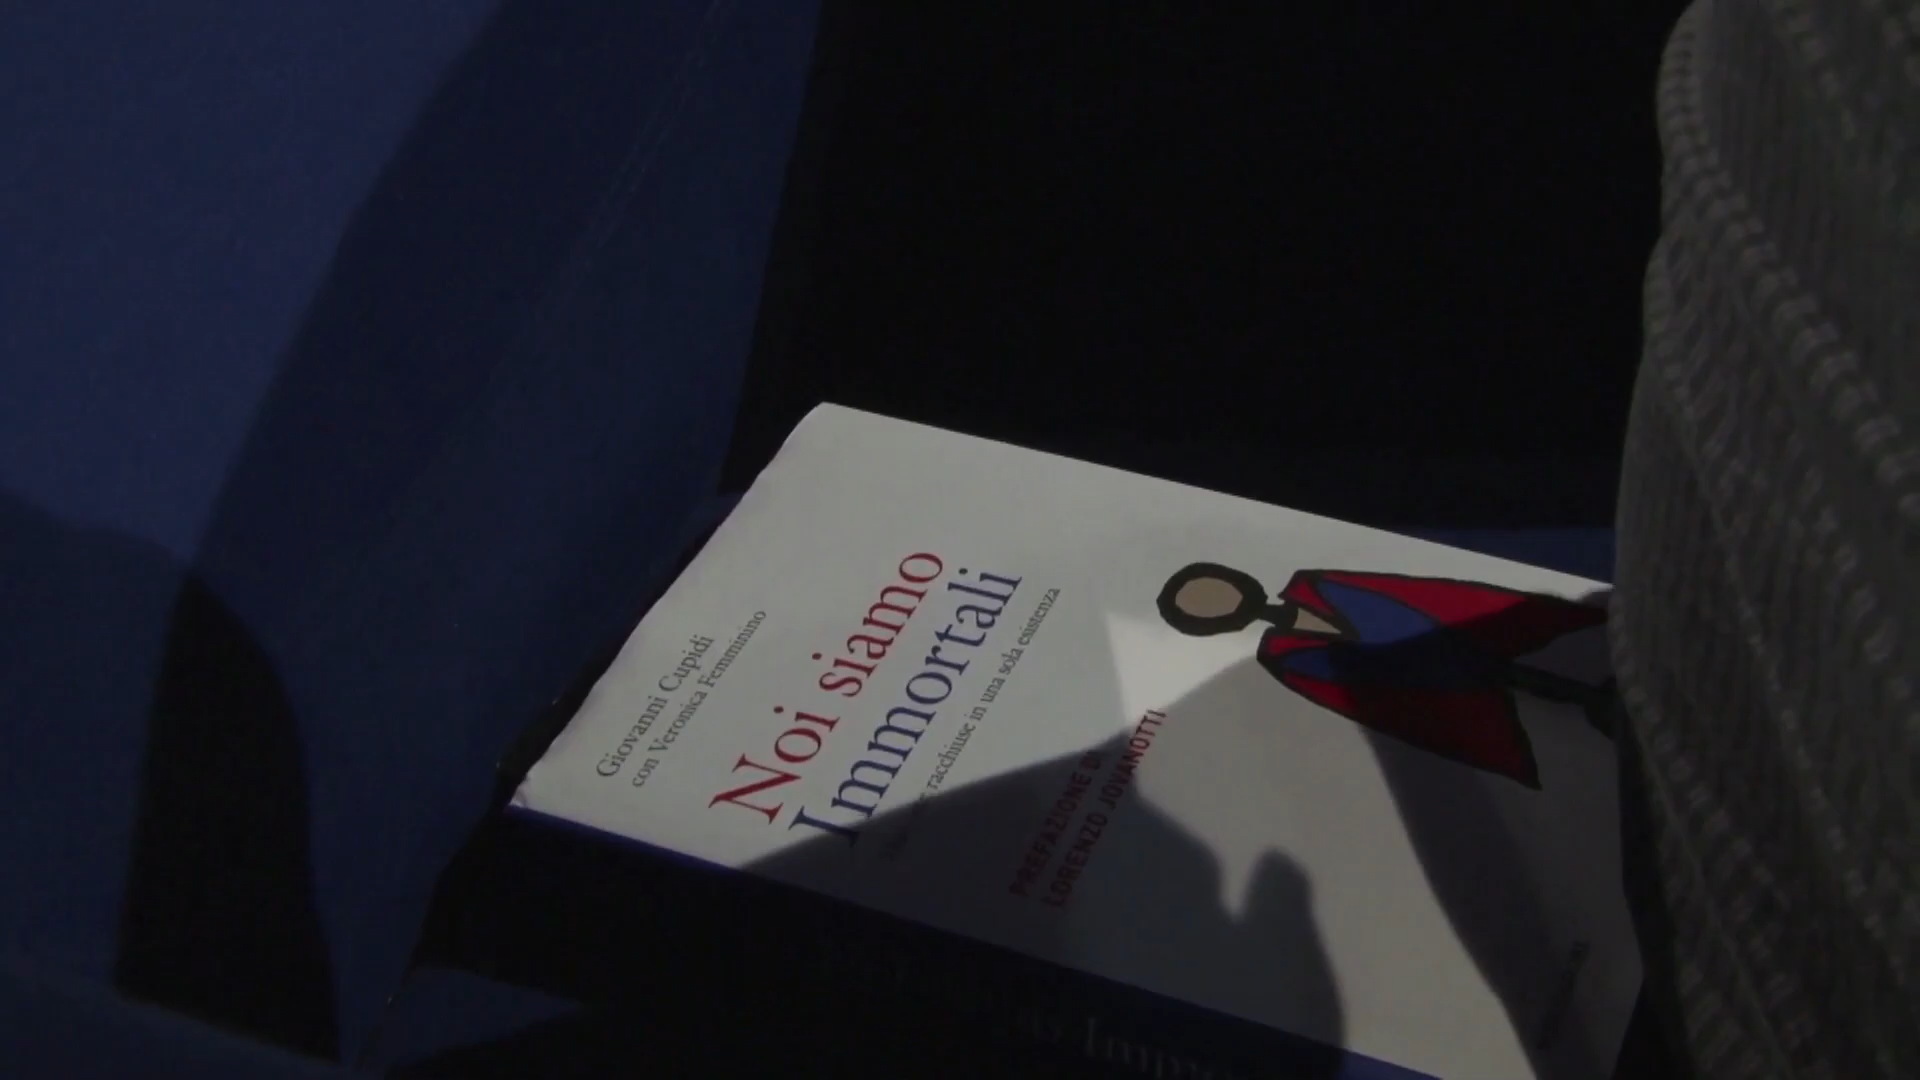 Giovanni Cupidi
con Veronica Femminino
Noi siamo
Immortali
racchiuse in una sola esistenza
PREFAZIONE DI
LORENZO JOVANOTTI